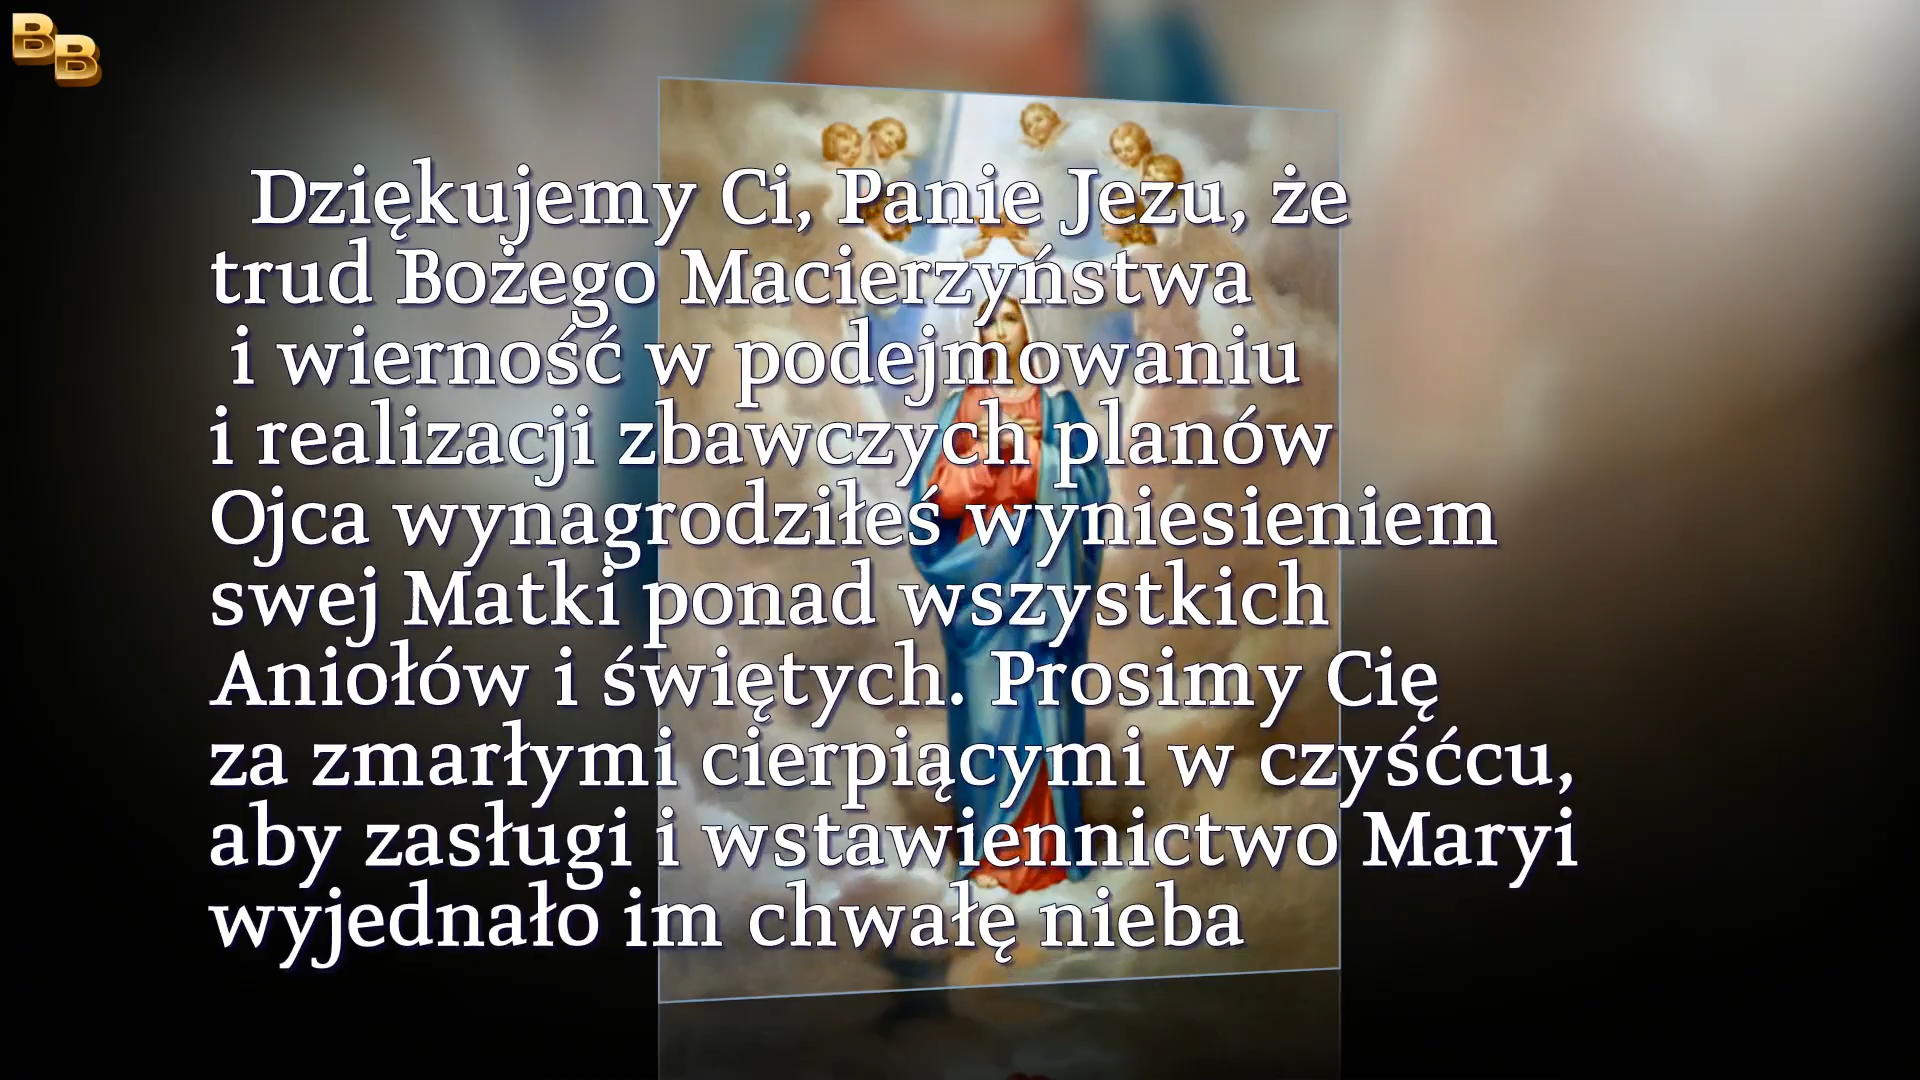 BB
Dziękujemy Ci, Panie Jezu, że
trud Bożego Macierzyństwa
i wierność w podejmowaniu
i realizacji zbawczych planów
Ojca wynagrodziłeś wyniesieniem
swej Matki ponad wszystkich
Aniołów i świętych. Prosimy Cię
za zmarłymi cierpiącymi w czyśćcu,
aby zasługi i wstawiennictwo Maryi
wyjednało im chwałę nieba